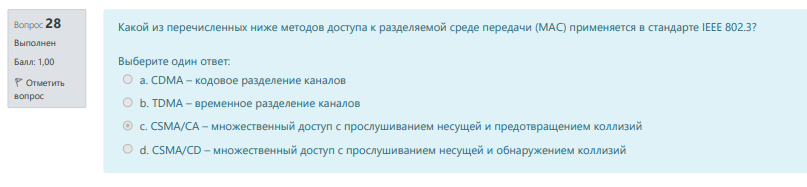 Вопрос 28
Выполнен
Балл: 1,00
Отметить вопрос
Какой из перечисленных ниже методов доступа к разделяемой среде передачи (MAC) применяется в стандарте IEEE 802.3?
Выберите один ответ:
a. CDMA – кодовое разделение каналов
b. TDMA – временное разделение каналов
c. CSMA/CA – множественный доступ с прослушиванием несущей и предотвращением коллизий
d. CSMA/CD – множественный доступ с прослушиванием несущей и обнаружением коллизий